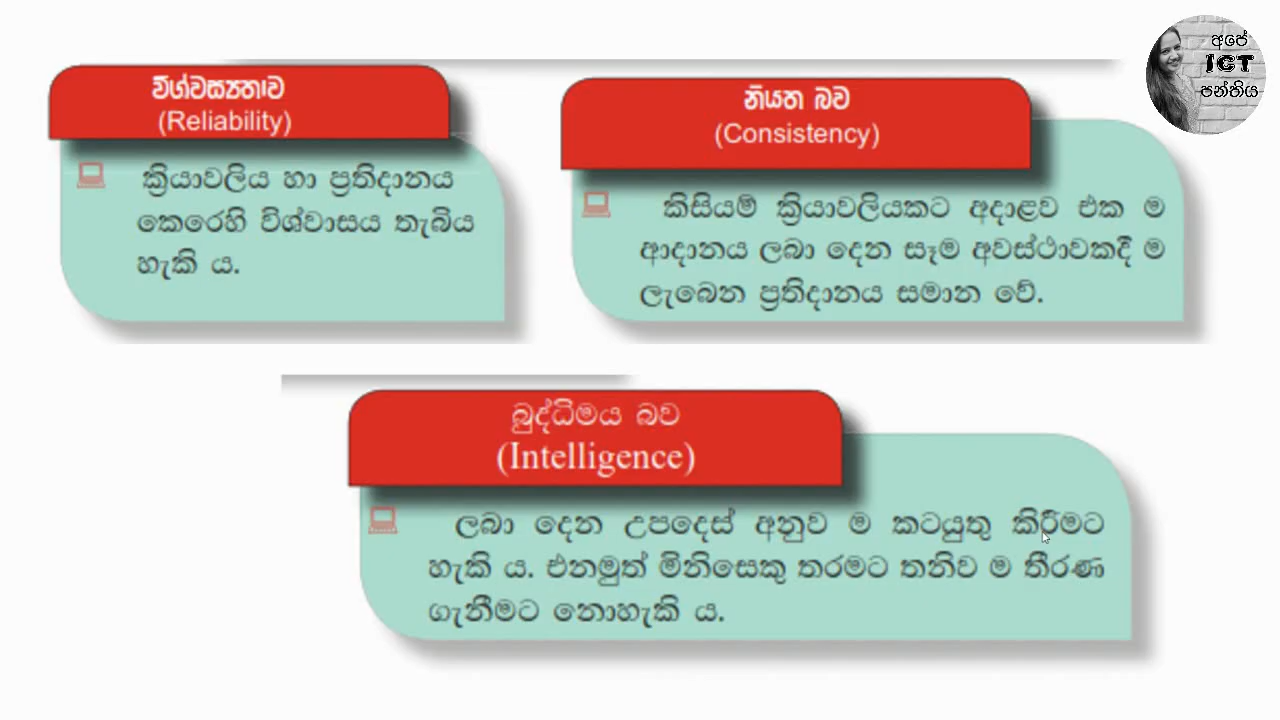 අපේ
ICT
පන්තිය
විශ්වස්‍යතාව
(Reliability)
ක්‍රියාවලිය හා ප්‍රතිදානය
කෙරෙහි විශ්වාසය තැබිය
හැකි ය.
නියත බව
(Consistency)
කිසියම් ක්‍රියාවලියකට අදාළව එක ම
ආදානය ලබා දෙන සෑම අවස්ථාවකදී ම
ලැබෙන ප්‍රතිදානය සමාන වේ.
බුද්ධිමය බව
(Intelligence)
ලබා දෙන උපදෙස් අනුව ම කටයුතු කිරීමට
හැකි ය. එනමුත් මිනිසෙකු තරමට තනිව ම තීරණ
ගැනීමට නොහැකි ය.